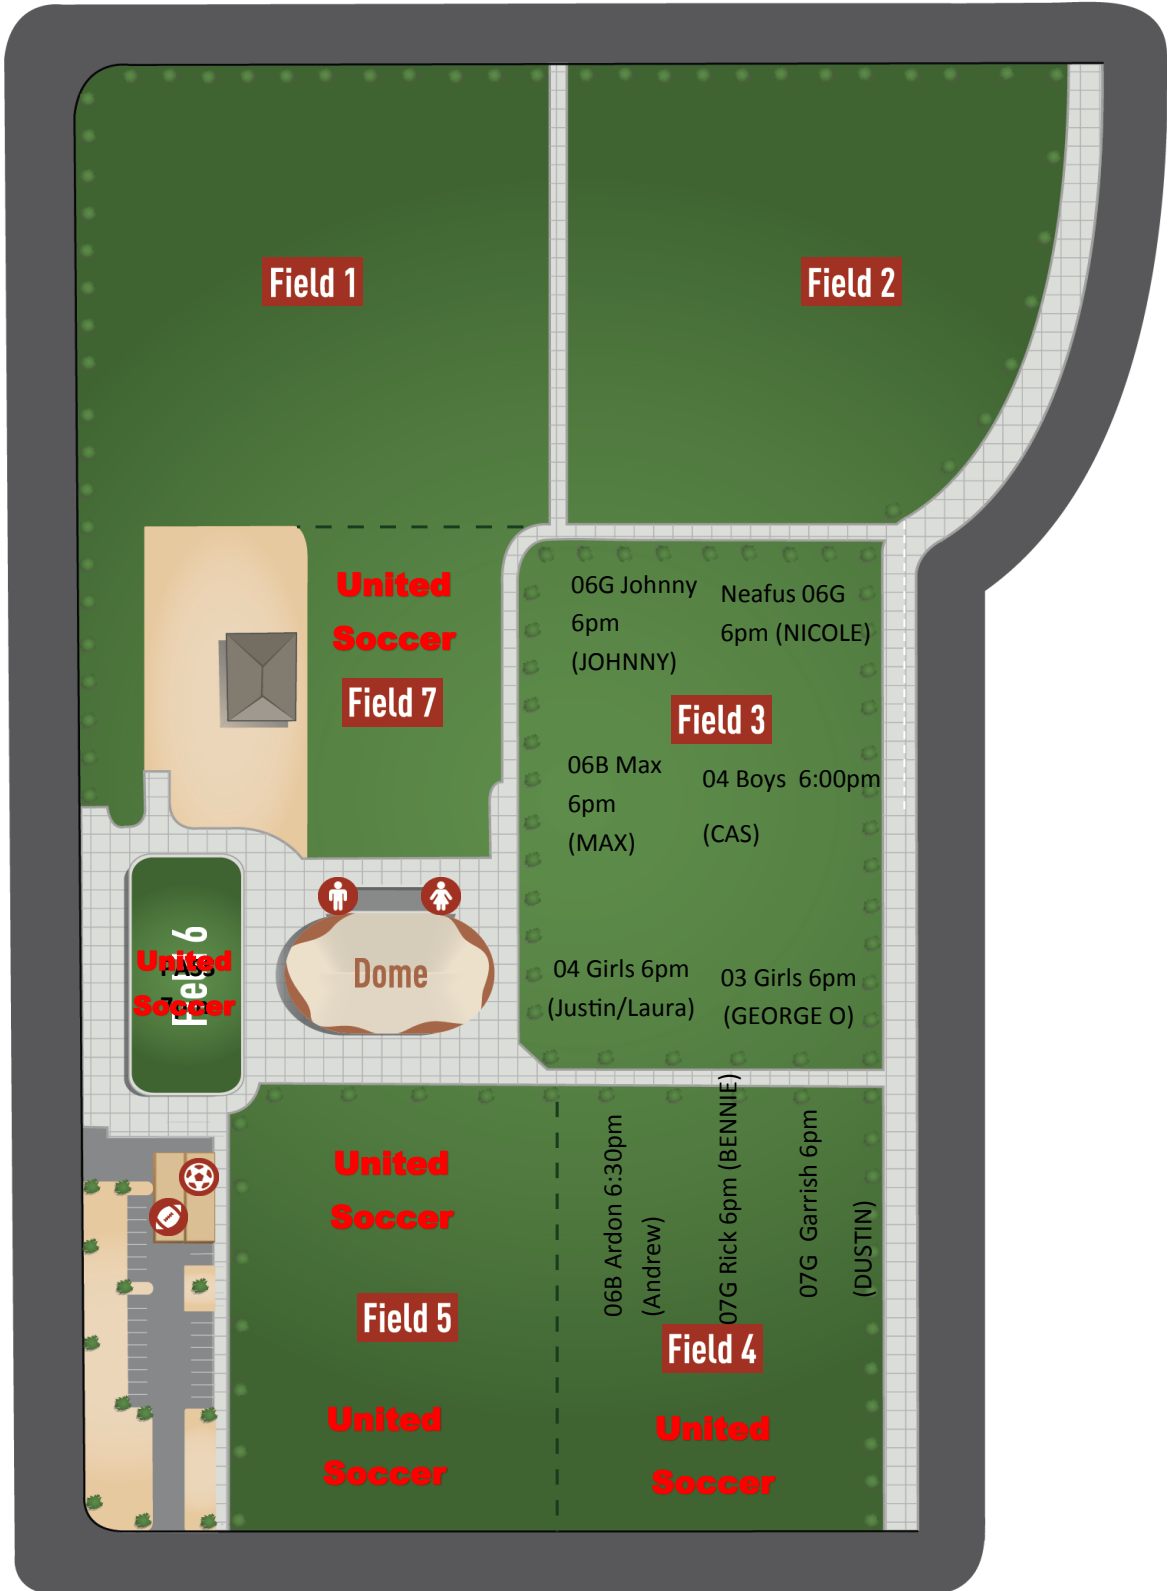 Field 1
Field 2
United
Soccer
Field 7
06G Johnny
6pm
(JOHNNY)
Neafus 06G
6pm (NICOLE)
Field 3
06B Max
6pm
(MAX)
04 Boys 6:00pm
(CAS)
04 Girls 6pm
(Justin/Laura)
03 Girls 6pm
(GEORGE O)
Field 6
United
Soccer
Dome
United
Soccer
Field 5
United
Soccer
06B Ardon 6:30pm
(Andrew)
07G Rick 6pm (BENNIE)
07G Garrish 6pm
(DUSTIN)
Field 4
United
Soccer